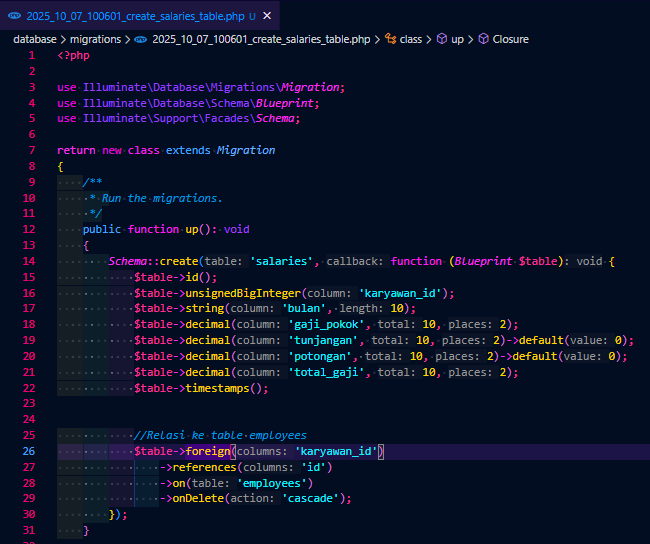 2025_10_07_100601_create_salaries_table.php U ×
database > migrations > 2025_10_07_100601_create_salaries_table.php > class > up > Closure
1 <?php
2
3 use Illuminate\Database\Migrations\Migration;
4 use Illuminate\Database\Schema\Blueprint;
5 use Illuminate\Support\Facades\Schema;
6
7 return new class extends Migration
8 {
9 /**
10 * Run the migrations.
11 */
12 public function up(): void
13 {
14 Schema::create(table: 'salaries', callback: function (Blueprint $table): void {
15 $table->id();
16 $table->unsignedBigInteger(column: 'karyawan_id');
17 $table->string(column: 'bulan', length: 10);
18 $table->decimal(column: 'gaji_pokok', total: 10, places: 2);
19 $table->decimal(column: 'tunjangan', total: 10, places: 2)->default(value: 0);
20 $table->decimal(column: 'potongan', total: 10, places: 2)->default(value: 0);
21 $table->decimal(column: 'total_gaji', total: 10, places: 2);
22 $table->timestamps();
23
24
25 //Relasi ke table employees
26 $table->foreign(columns: 'karyawan_id')
27 ->references(columns: 'id')
28 ->on(table: 'employees')
29 ->onDelete(action: 'cascade');
30 });
31 }